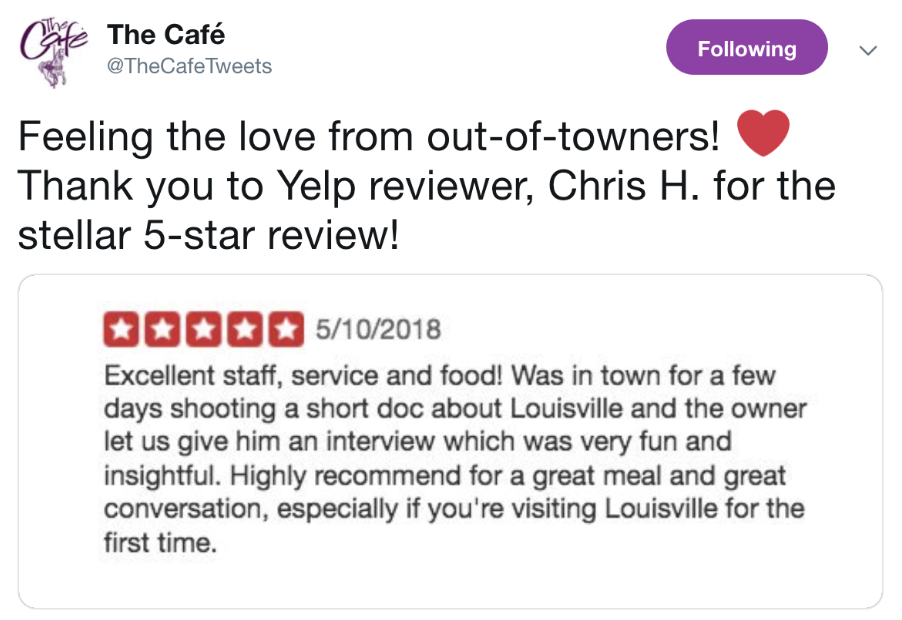 The
Café
The Café
@TheCafeTweets
Following
Feeling the love from out-of-towners! ❤️
Thank you to Yelp reviewer, Chris H. for the
stellar 5-star review!
5/10/2018
Excellent staff, service and food! Was in town for a few
days shooting a short doc about Louisville and the owner
let us give him an interview which was very fun and
insightful. Highly recommend for a great meal and great
conversation, especially if you're visiting Louisville for the
first time.